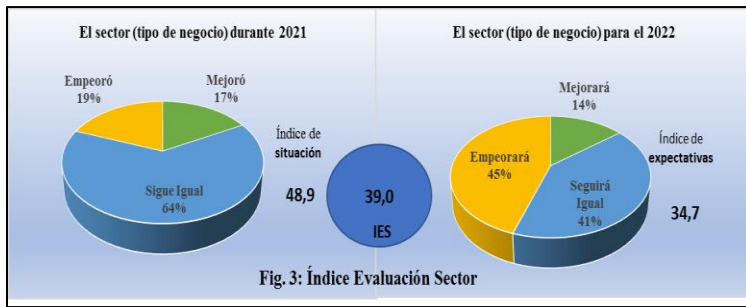 El sector (tipo de negocio) durante 2021
Empeoró
19%
Mejoró
17%
Sigue Igual
64%
Índice de
situación
48,9
39,0
IES
El sector (tipo de negocio) para el 2022
Mejorará
14%
Empeorará
45%
Seguirá
Igual
41%
Índice de
expectativas
34,7
Fig. 3: Índice Evaluación Sector